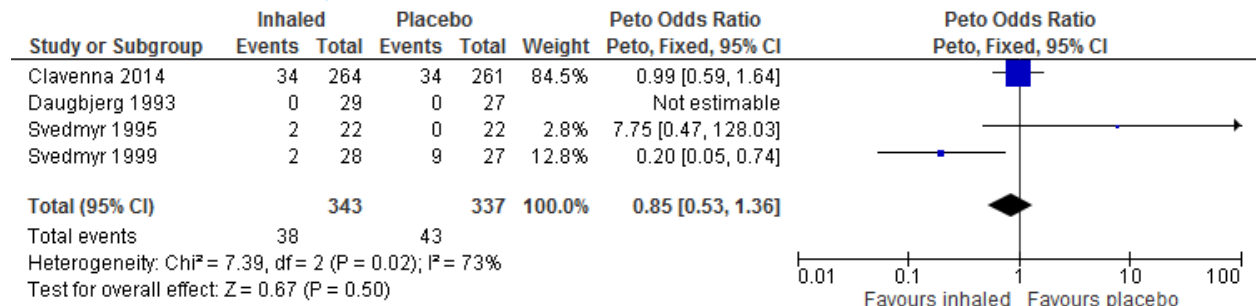 Inhaled Placebo Peto Odds Ratio Peto Odds Ratio
Study or Subgroup Events Total Events Total Weight Peto, Fixed, 95% CI Peto, Fixed, 95% CI
Clavenna 2014 34 264 34 261 84.5% 0.99 [0.59, 1.64]
Daugbjerg 1993 0 29 0 27 Not estimable
Svedmyr 1995 2 22 0 22 2.8% 7.75 [0.47, 128.03]
Svedmyr 1999 2 28 9 27 12.8% 0.20 [0.05, 0.74]
Total (95% CI) 343 337 100.0% 0.85 [0.53, 1.36]
Total events 38 43
Heterogeneity: Chi² = 7.39, df = 2 (P = 0.02); I² = 73%
Test for overall effect: Z = 0.67 (P = 0.50)
0.01 0.1 1 10 100
Favours inhaled Favours placebo